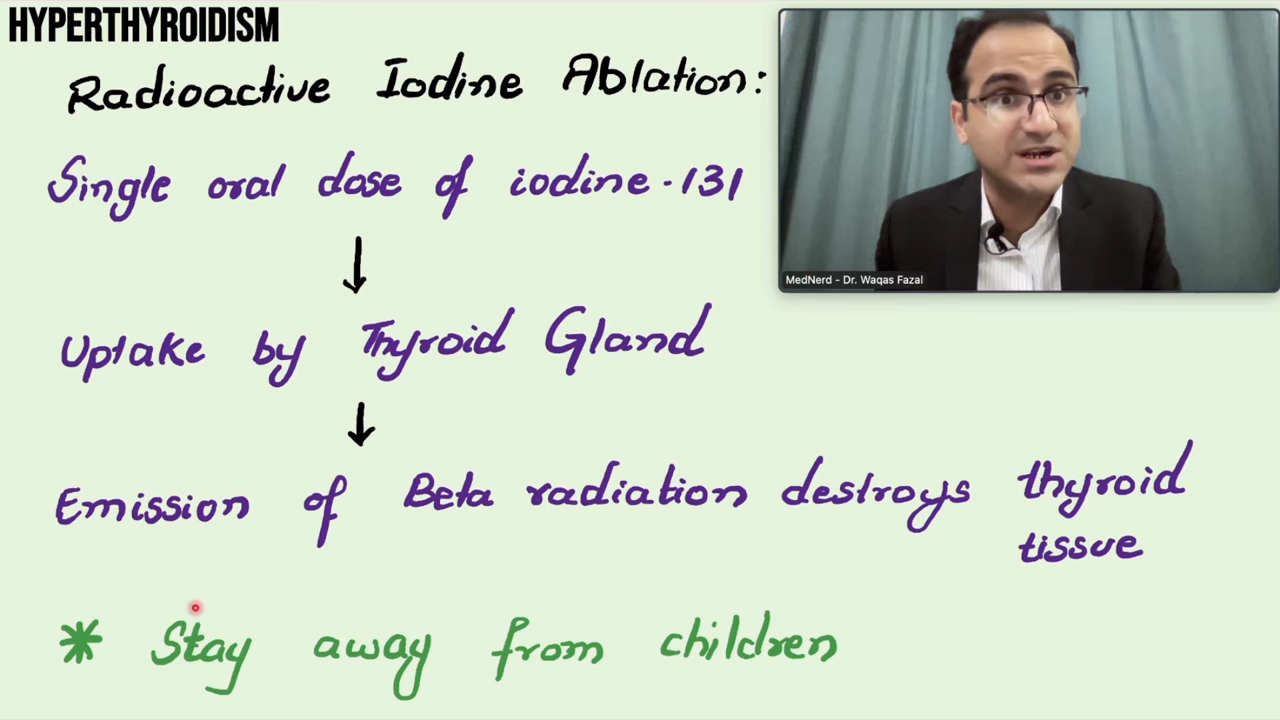 HYPERTHYROIDISM
Radioactive Iodine Ablation:
Single oral dose of iodine-131
↓
Uptake by Thyroid Gland
↓
Emission of Beta radiation destroys thyroid
tissue
* Stay away from children
MedNerd - Dr. Waqas Fazal